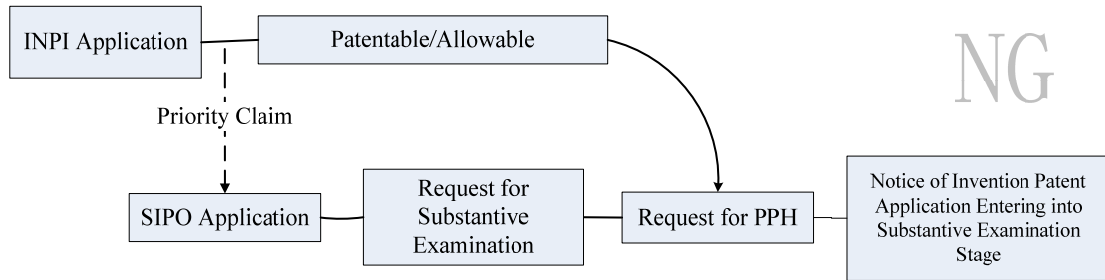 INPI Application
Patentable/Allowable
NG
Priority Claim
SIPO Application
Request for
Substantive
Examination
Request for PPH
Notice of Invention Patent
Application Entering into
Substantive Examination
Stage